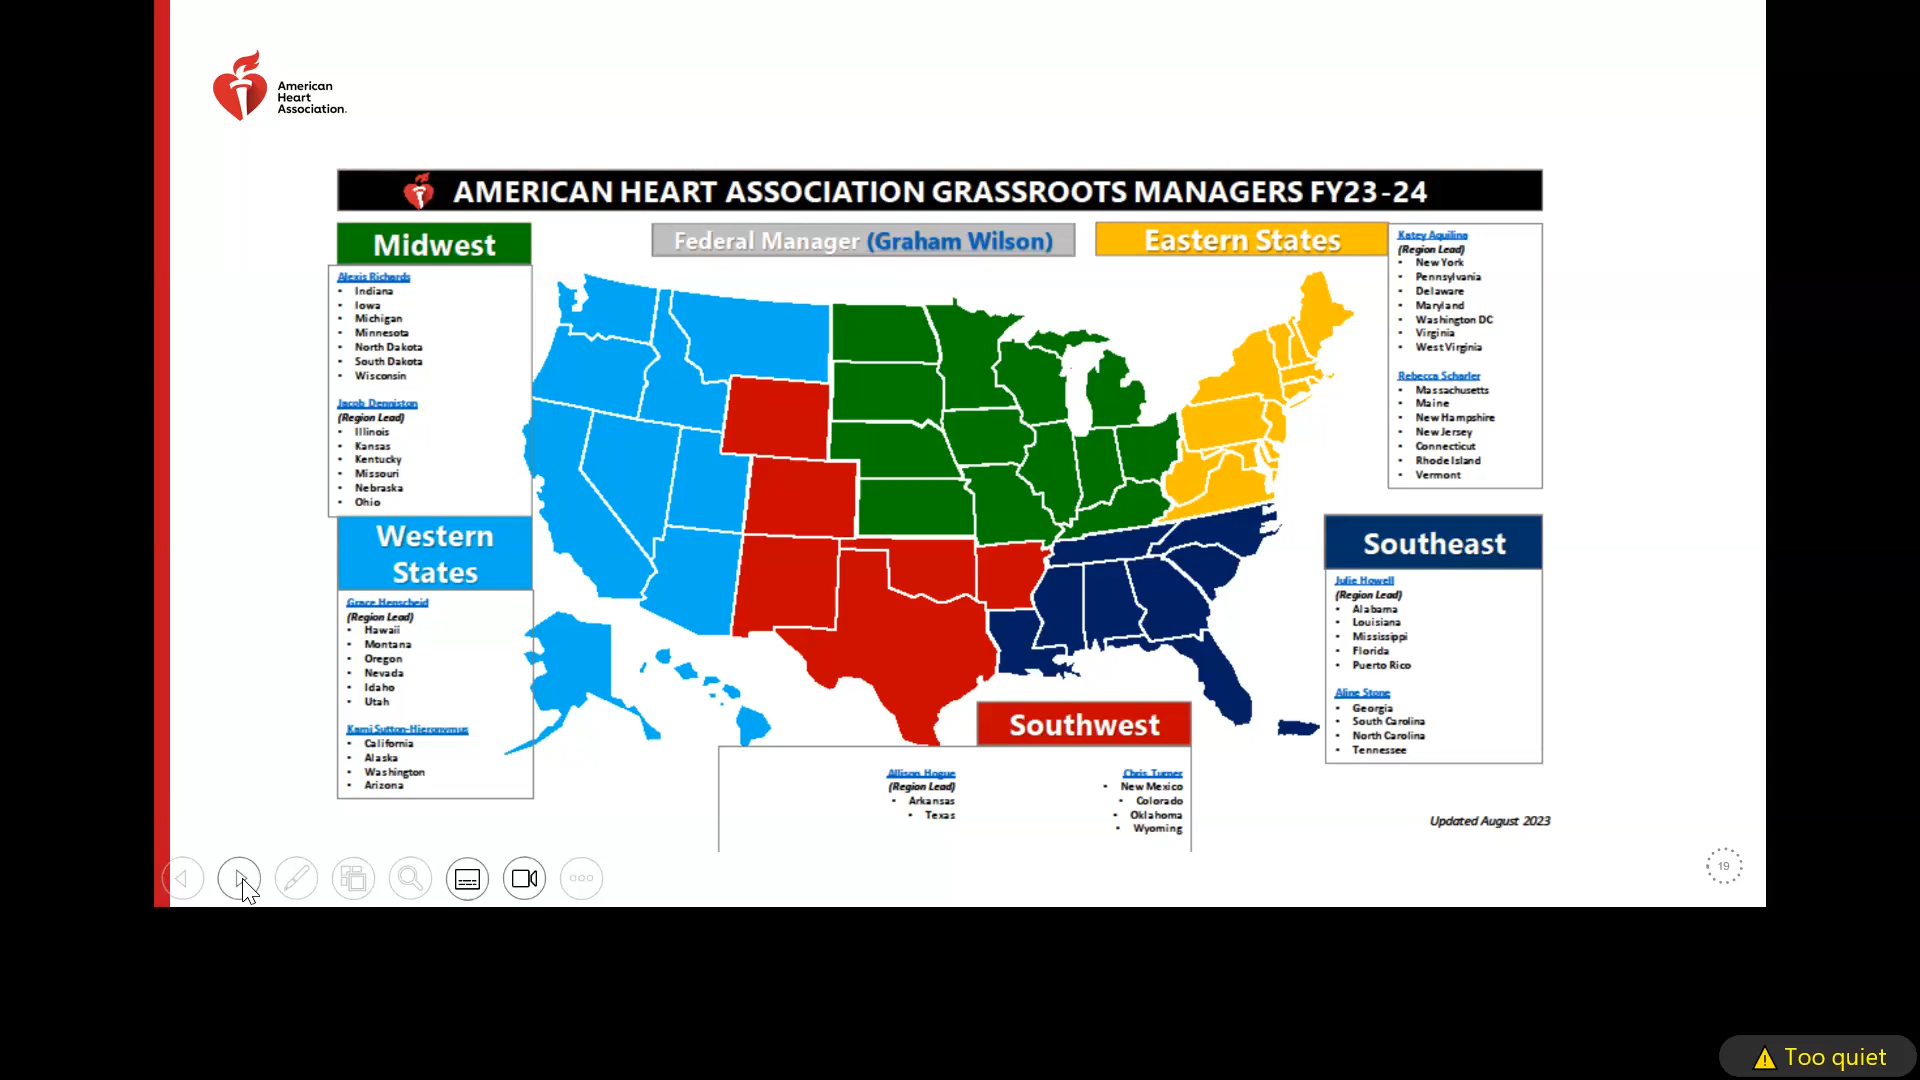 American
Heart
Association.
AMERICAN HEART ASSOCIATION GRASSROOTS MANAGERS FY23-24
Midwest
Alexis Richards
• Indiana
• Iowa
• Michigan
• Minnesota
• North Dakota
• South Dakota
• Wisconsin
Jacob Denniston
(Region Lead)
• Illinois
• Kansas
• Kentucky
• Missouri
• Nebraska
• Ohio
Western
States
Grace Henscheid
(Region Lead)
• Hawaii
• Montana
• Oregon
• Nevada
• Idaho
• Utah
Kami Sutton-Hieronymus
• California
• Alaska
• Washington
• Arizona
Federal Manager (Graham Wilson)
Eastern States
Katey Aquilina
(Region Lead)
• New York
• Pennsylvania
• Delaware
• Maryland
• Washington DC
• Virginia
• West Virginia
Rebecca Scharler
• Massachusetts
• Maine
• New Hampshire
• New Jersey
• Connecticut
• Rhode Island
• Vermont
Southeast
Julie Howell
(Region Lead)
• Alabama
• Louisiana
• Mississippi
• Florida
• Puerto Rico
Aline Stone
• Georgia
• South Carolina
• North Carolina
• Tennessee
Southwest
Allison Hogue
(Region Lead)
• Arkansas
• Texas
Chris Turner
• New Mexico
• Colorado
• Oklahoma
• Wyoming
Updated August 2023
19
Too quiet